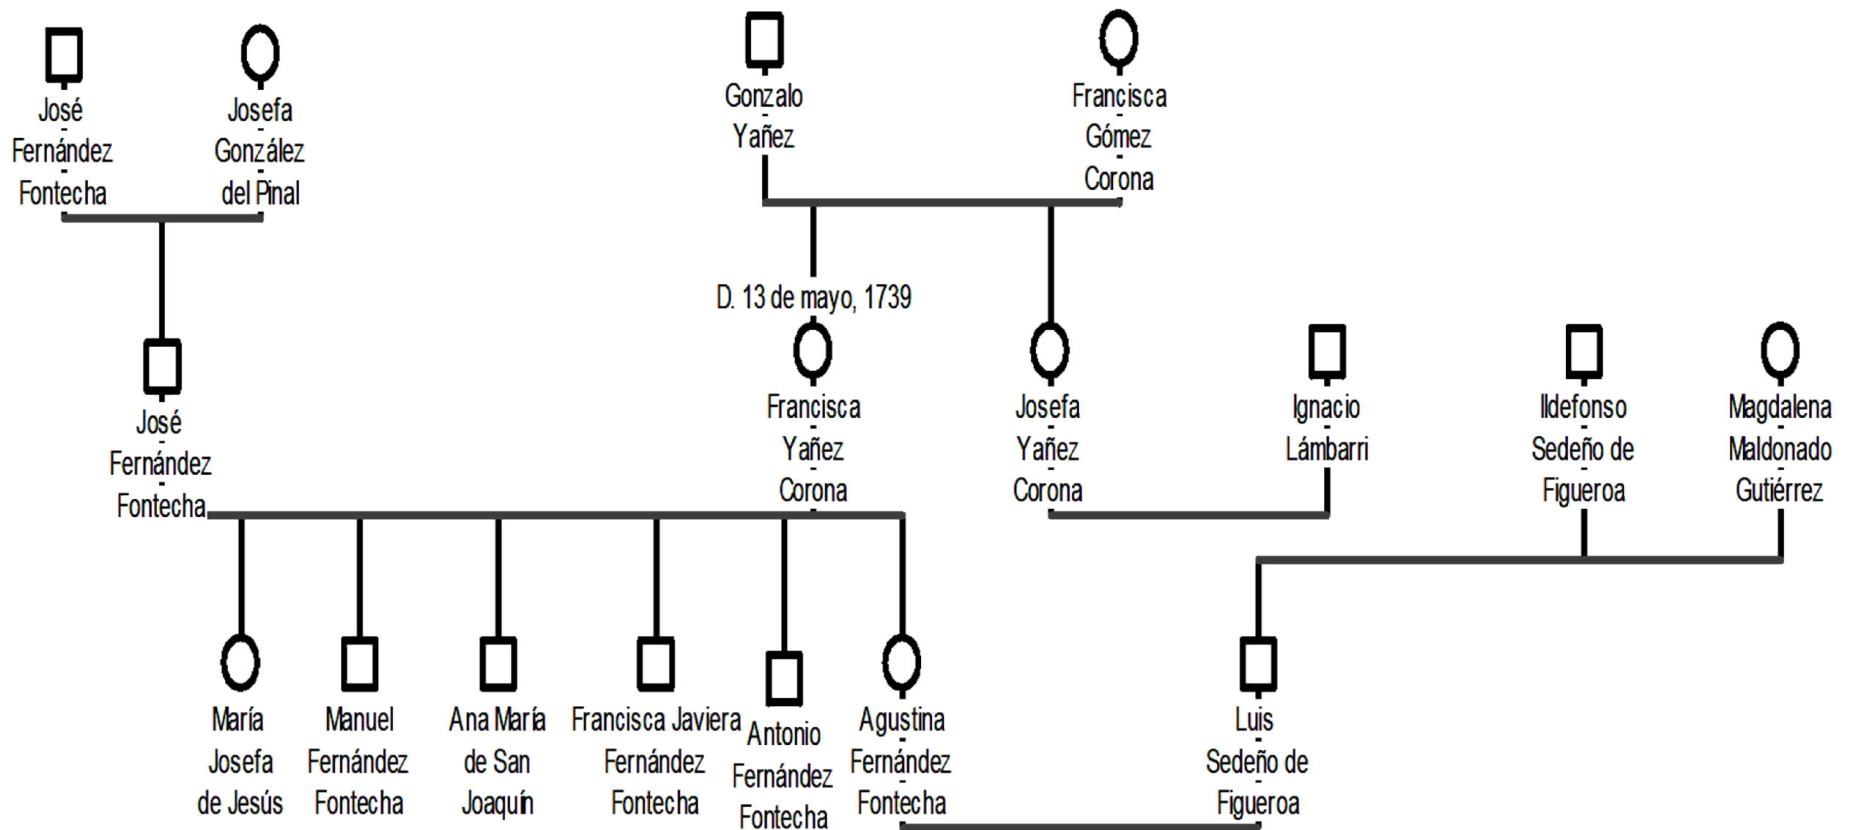 José
Fernández
Fontecha
Josefa
González
del Pinal
Gonzalo
Yañez
Francisca
Gómez
Corona
D. 13 de mayo, 1739
José
Fernández
Fontecha
Francisca
Yañez
Corona
Josefa
Yañez
Corona
Ignacio
Lámbarri
Ildefonso
Sedeño de
Figueroa
Magdalena
Maldonado
Gutiérrez
María
Josefa
de Jesús
Manuel
Fernández
Fontecha
Ana María
de San
Joaquín
Francisca Javiera
Fernández
Fontecha
Antonio
Fernández
Fontecha
Agustina
Fernández
Fontecha
Luis
Sedeño de
Figueroa